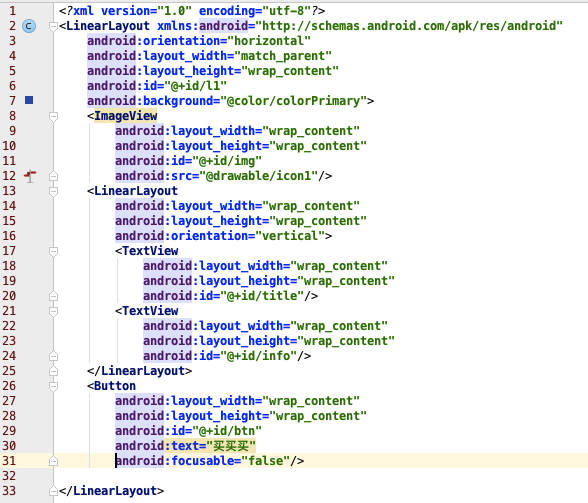 1 <?xml version="1.0" encoding="utf-8"?>
2 <LinearLayout xmlns:android="http://schemas.android.com/apk/res/android"
3 android:orientation="horizontal"
4 android:layout_width="match_parent"
5 android:layout_height="wrap_content"
6 android:id="@+id/l1"
7 android:background="@color/colorPrimary">
8 <ImageView
9 android:layout_width="wrap_content"
10 android:layout_height="wrap_content"
11 android:id="@+id/img"
12 android:src="@drawable/icon1"/>
13 <LinearLayout
14 android:layout_width="wrap_content"
15 android:layout_height="wrap_content"
16 android:orientation="vertical">
17 <TextView
18 android:layout_width="wrap_content"
19 android:layout_height="wrap_content"
20 android:id="@+id/title"/>
21 <TextView
22 android:layout_width="wrap_content"
23 android:layout_height="wrap_content"
24 android:id="@+id/info"/>
25 </LinearLayout>
26 <Button
27 android:layout_width="wrap_content"
28 android:layout_height="wrap_content"
29 android:id="@+id/btn"
30 android:text="买买买"
31 android:focusable="false"/>
32
33 </LinearLayout>